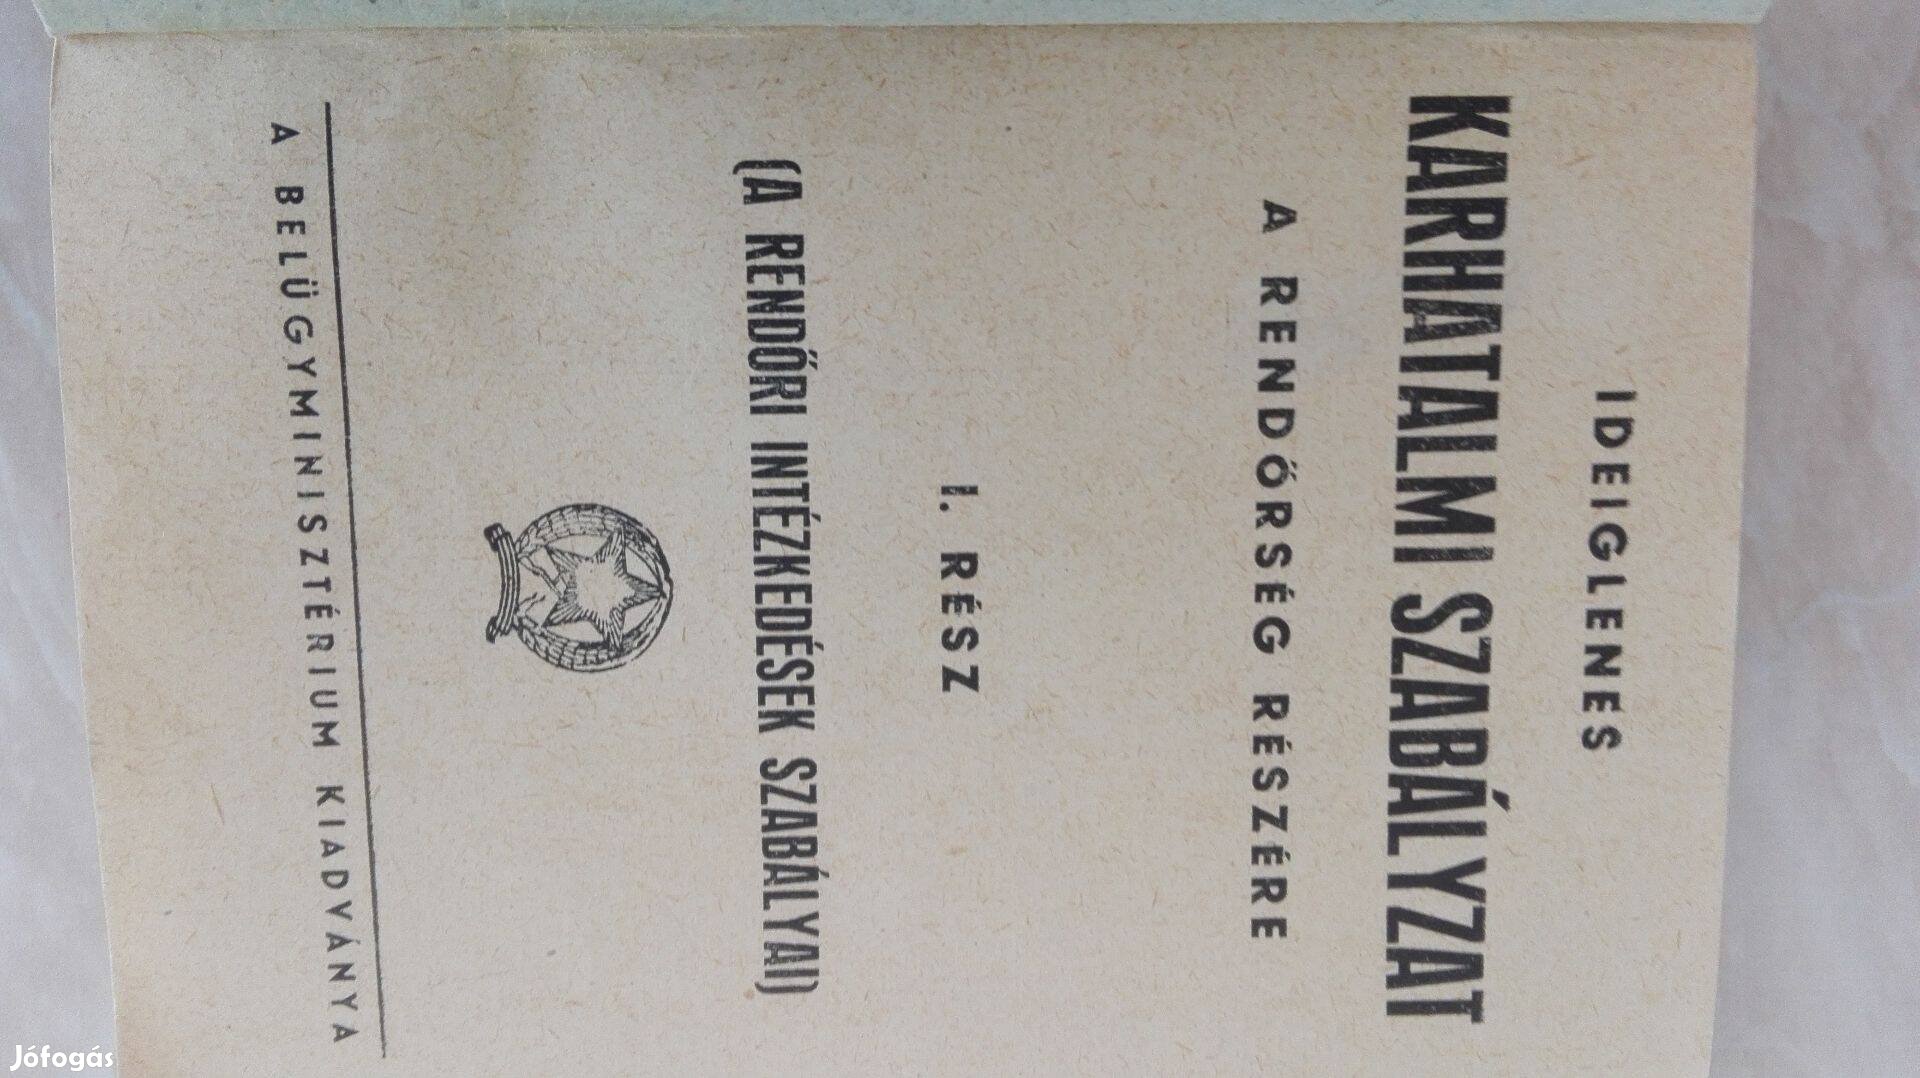 IDEIGLENES
KARHATALMI SZABÁLYZAT
A RENDŐRSÉG RÉSZÉRE
I. RÉSZ
(A RENDŐRI INTÉZKEDÉSEK SZABÁLYAI)
A BELÜGYMINISZTÉRIUM KIADVÁNYA
Jófogás